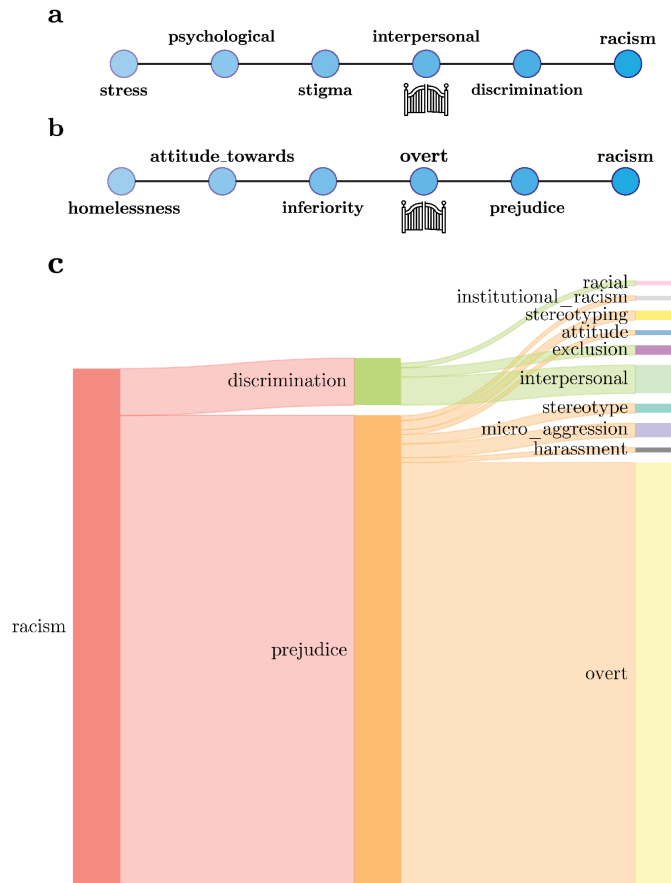 a
psychological interpersonal racism
stress stigma discrimination
b
attitude_towards overt racism
homelessness inferiority prejudice
c
racial
institutional_racism
stereotyping
attitude
exclusion
discrimination
interpersonal
stereotype
micro_aggression
harassment
racism
prejudice
overt